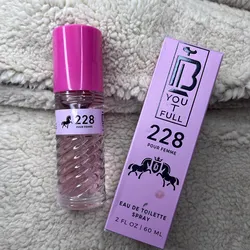 228
POUR FEMME
B
YOU
T
FULL
228
POUR FEMME
U
EAU DE TOILETTE
SPRAY
2 FL OZ / 60 ML